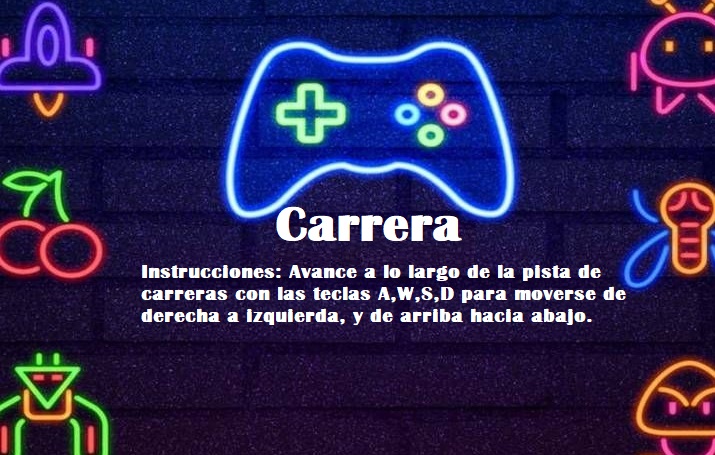 Carrera
Instrucciones: Avance a lo largo de la pista de
carreras con las teclas A,W,S,D para moverse de
derecha a izquierda, y de arriba hacia abajo.